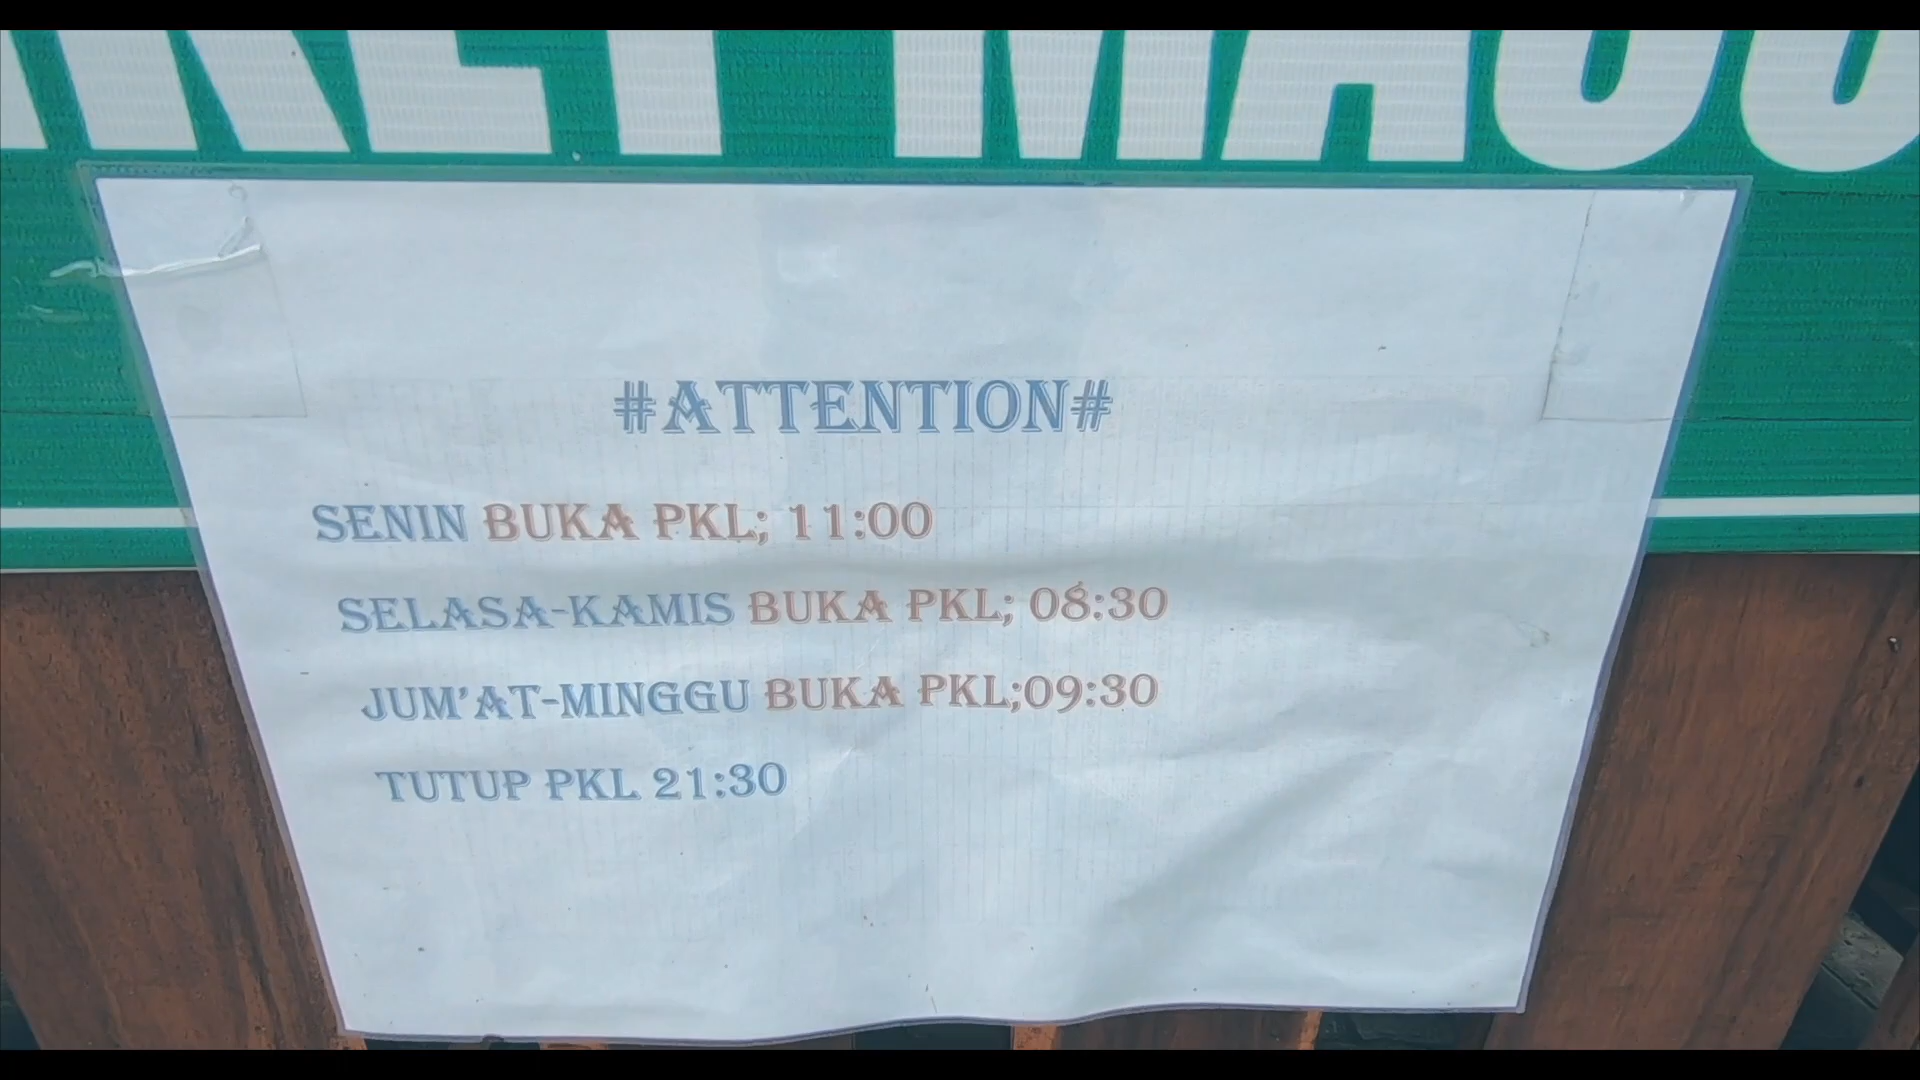 #ATTENTION#
SENIN BUKA PKL; 11:00
SELASA-KAMIS BUKA PKL; 08:30
JUM'AT-MINGGU BUKA PKL;09:30
TUTUP PKL 21:30